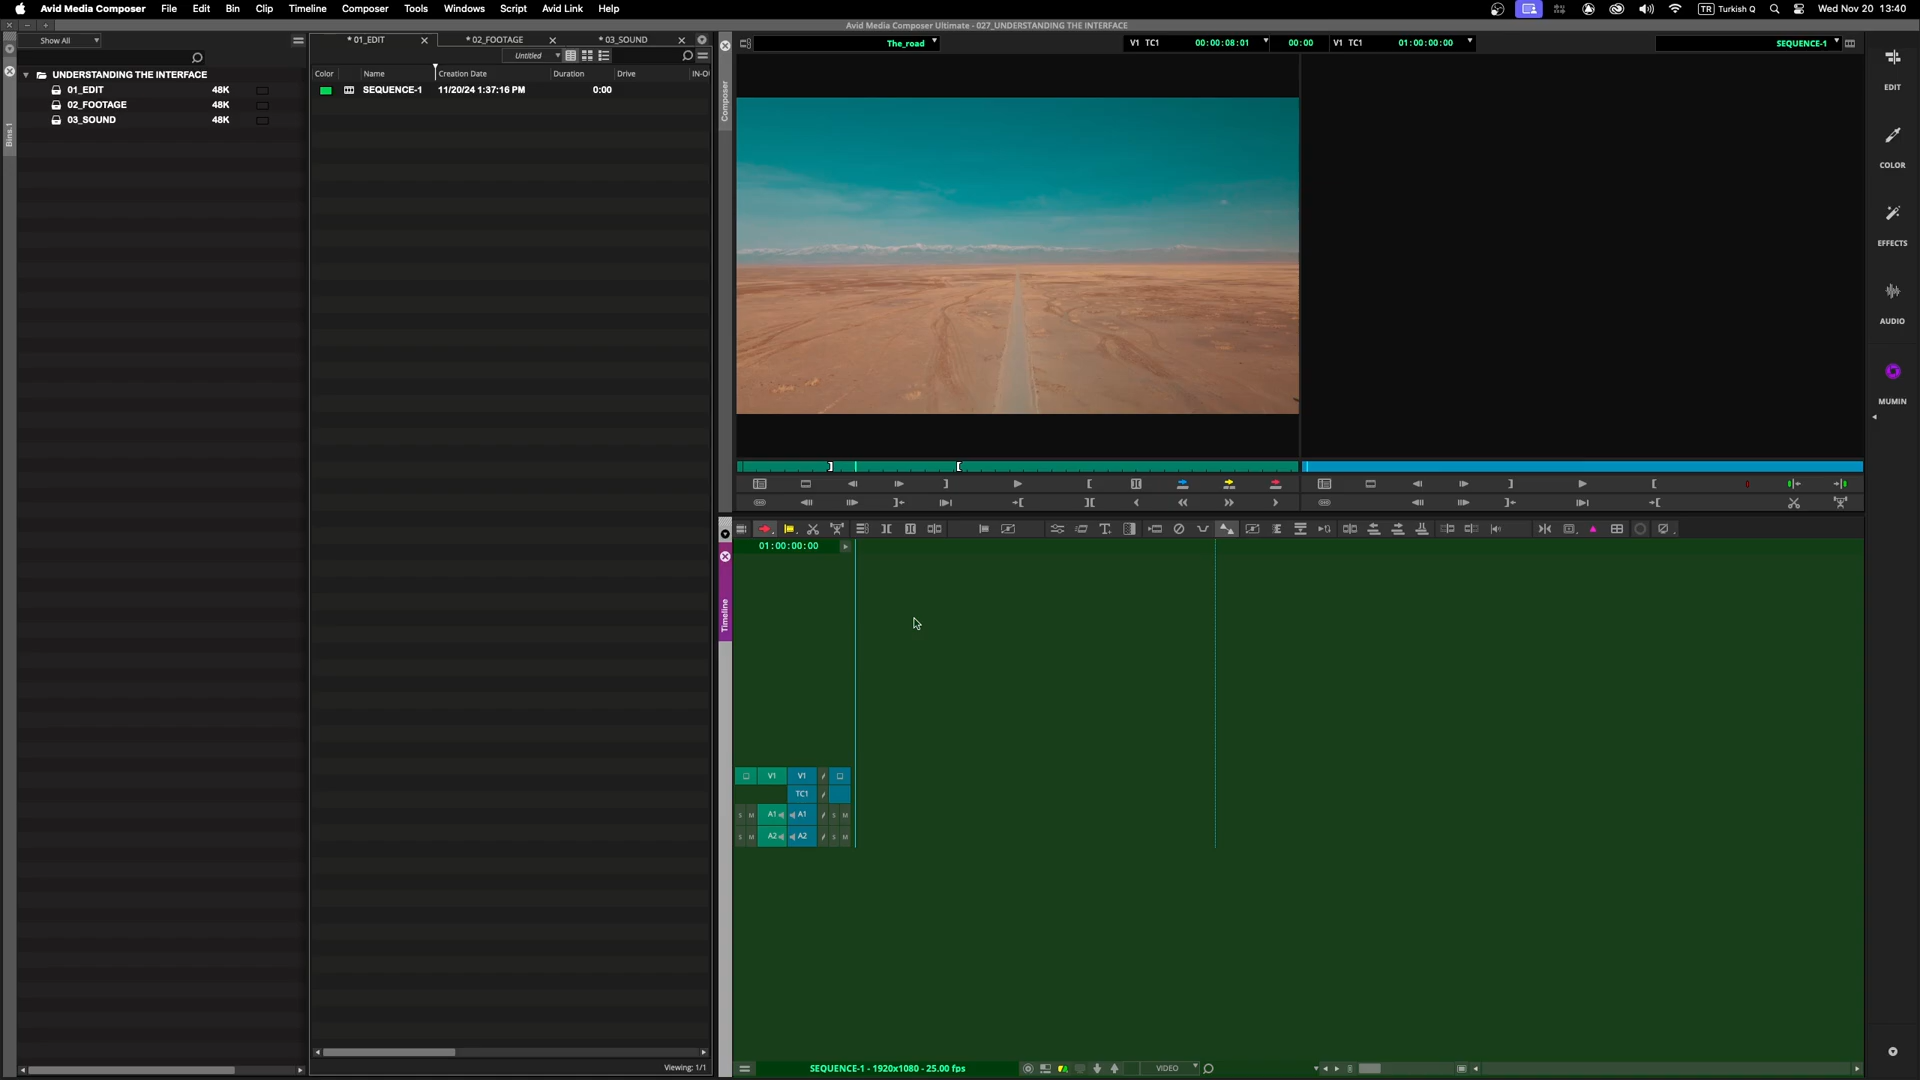 Avid Media Composer File Edit Bin Clip Timeline Composer Tools Windows Script Avid Link Help
TR Turkish Q Wed Nov 20 13:40
Avid Media Composer Ultimate - 027_UNDERSTANDING THE INTERFACE
Show All
UNDERSTANDING THE INTERFACE
01_EDIT 48K
02_FOOTAGE 48K
03_SOUND 48K
Bins.1
* 01_EDIT * 02_FOOTAGE * 03_SOUND
Untitled
Color Name Creation Date Duration Drive IN-O
SEQUENCE-1 11/20/24 1:37:16 PM 0:00
Viewing: 1/1
Composer
The_road V1 TC1 00:00:08:01 00:00 V1 TC1 01:00:00:00 SEQUENCE-1
EDIT
COLOR
EFFECTS
AUDIO
MUMIN
Timeline
01:00:00:00
V1 V1
TC1
S M A1 A1 S M
S M A2 A2 S M
SEQUENCE-1 - 1920x1080 - 25.00 fps VIDEO